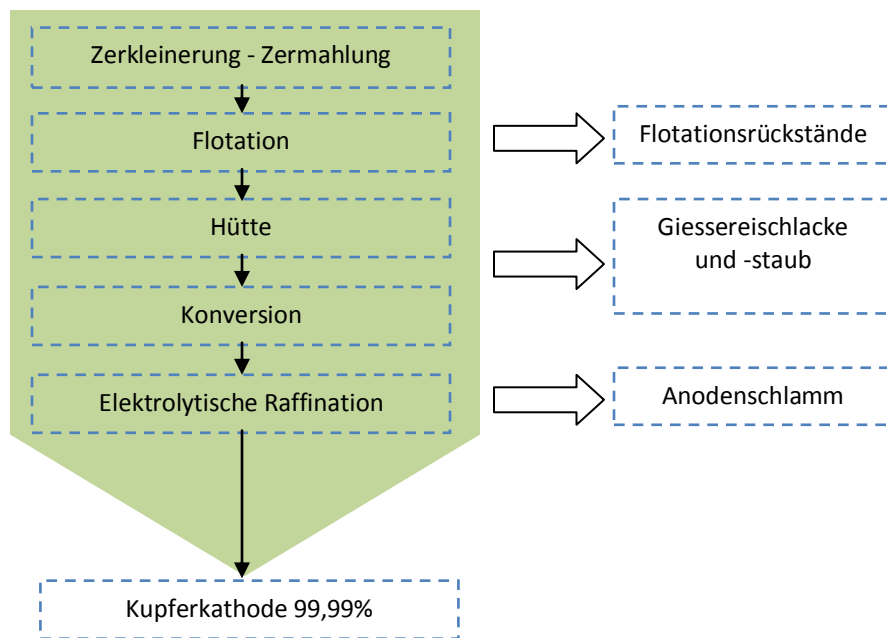 Zerkleinerung - Zermahlung
Flotation
Flotationsrückstände
Hütte
Giessereischlacke
und -staub
Konversion
Elektrolytische Raffination
Anodenschlamm
Kupferkathode 99,99%